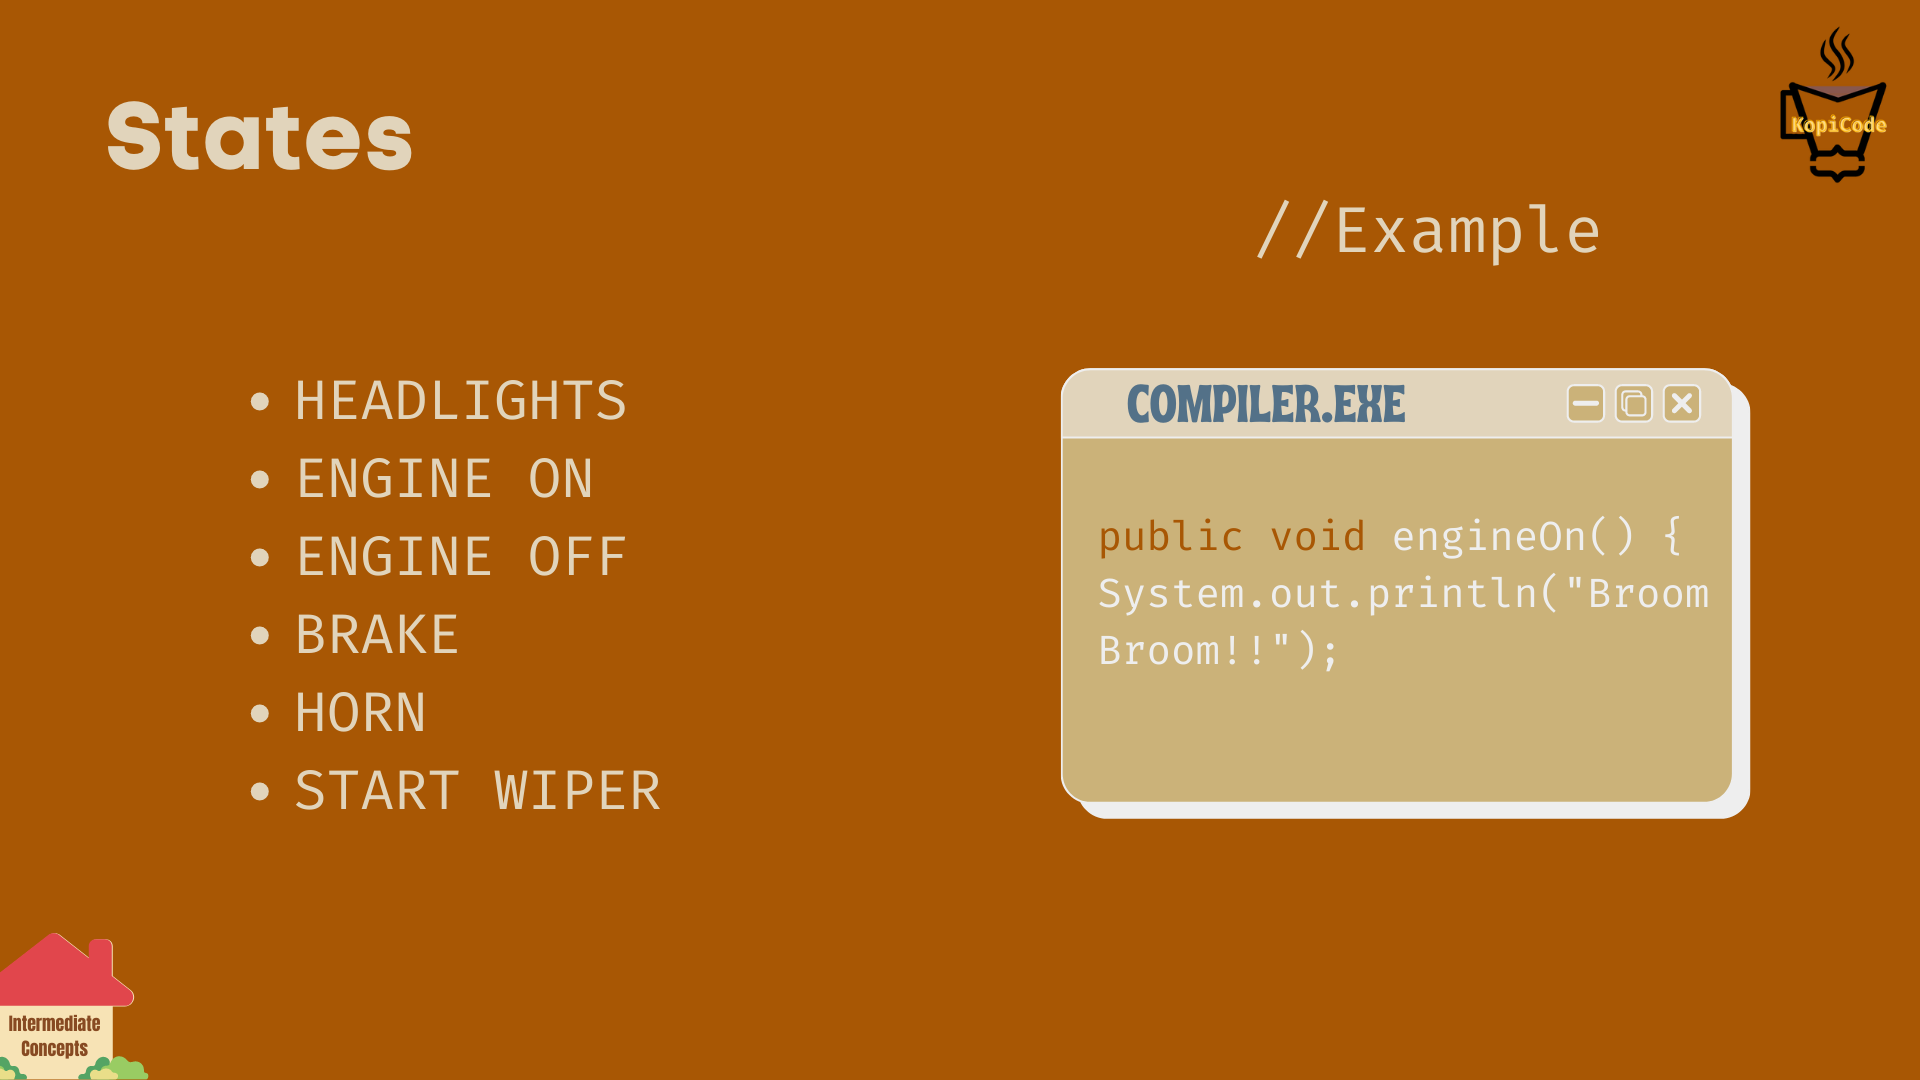 States
KopiCode
//Example
HEADLIGHTS
ENGINE ON
ENGINE OFF
BRAKE
HORN
START WIPER
COMPILER.EXE
public void engineOn() {
System.out.println("Broom
Broom!!");
Intermediate
Concepts